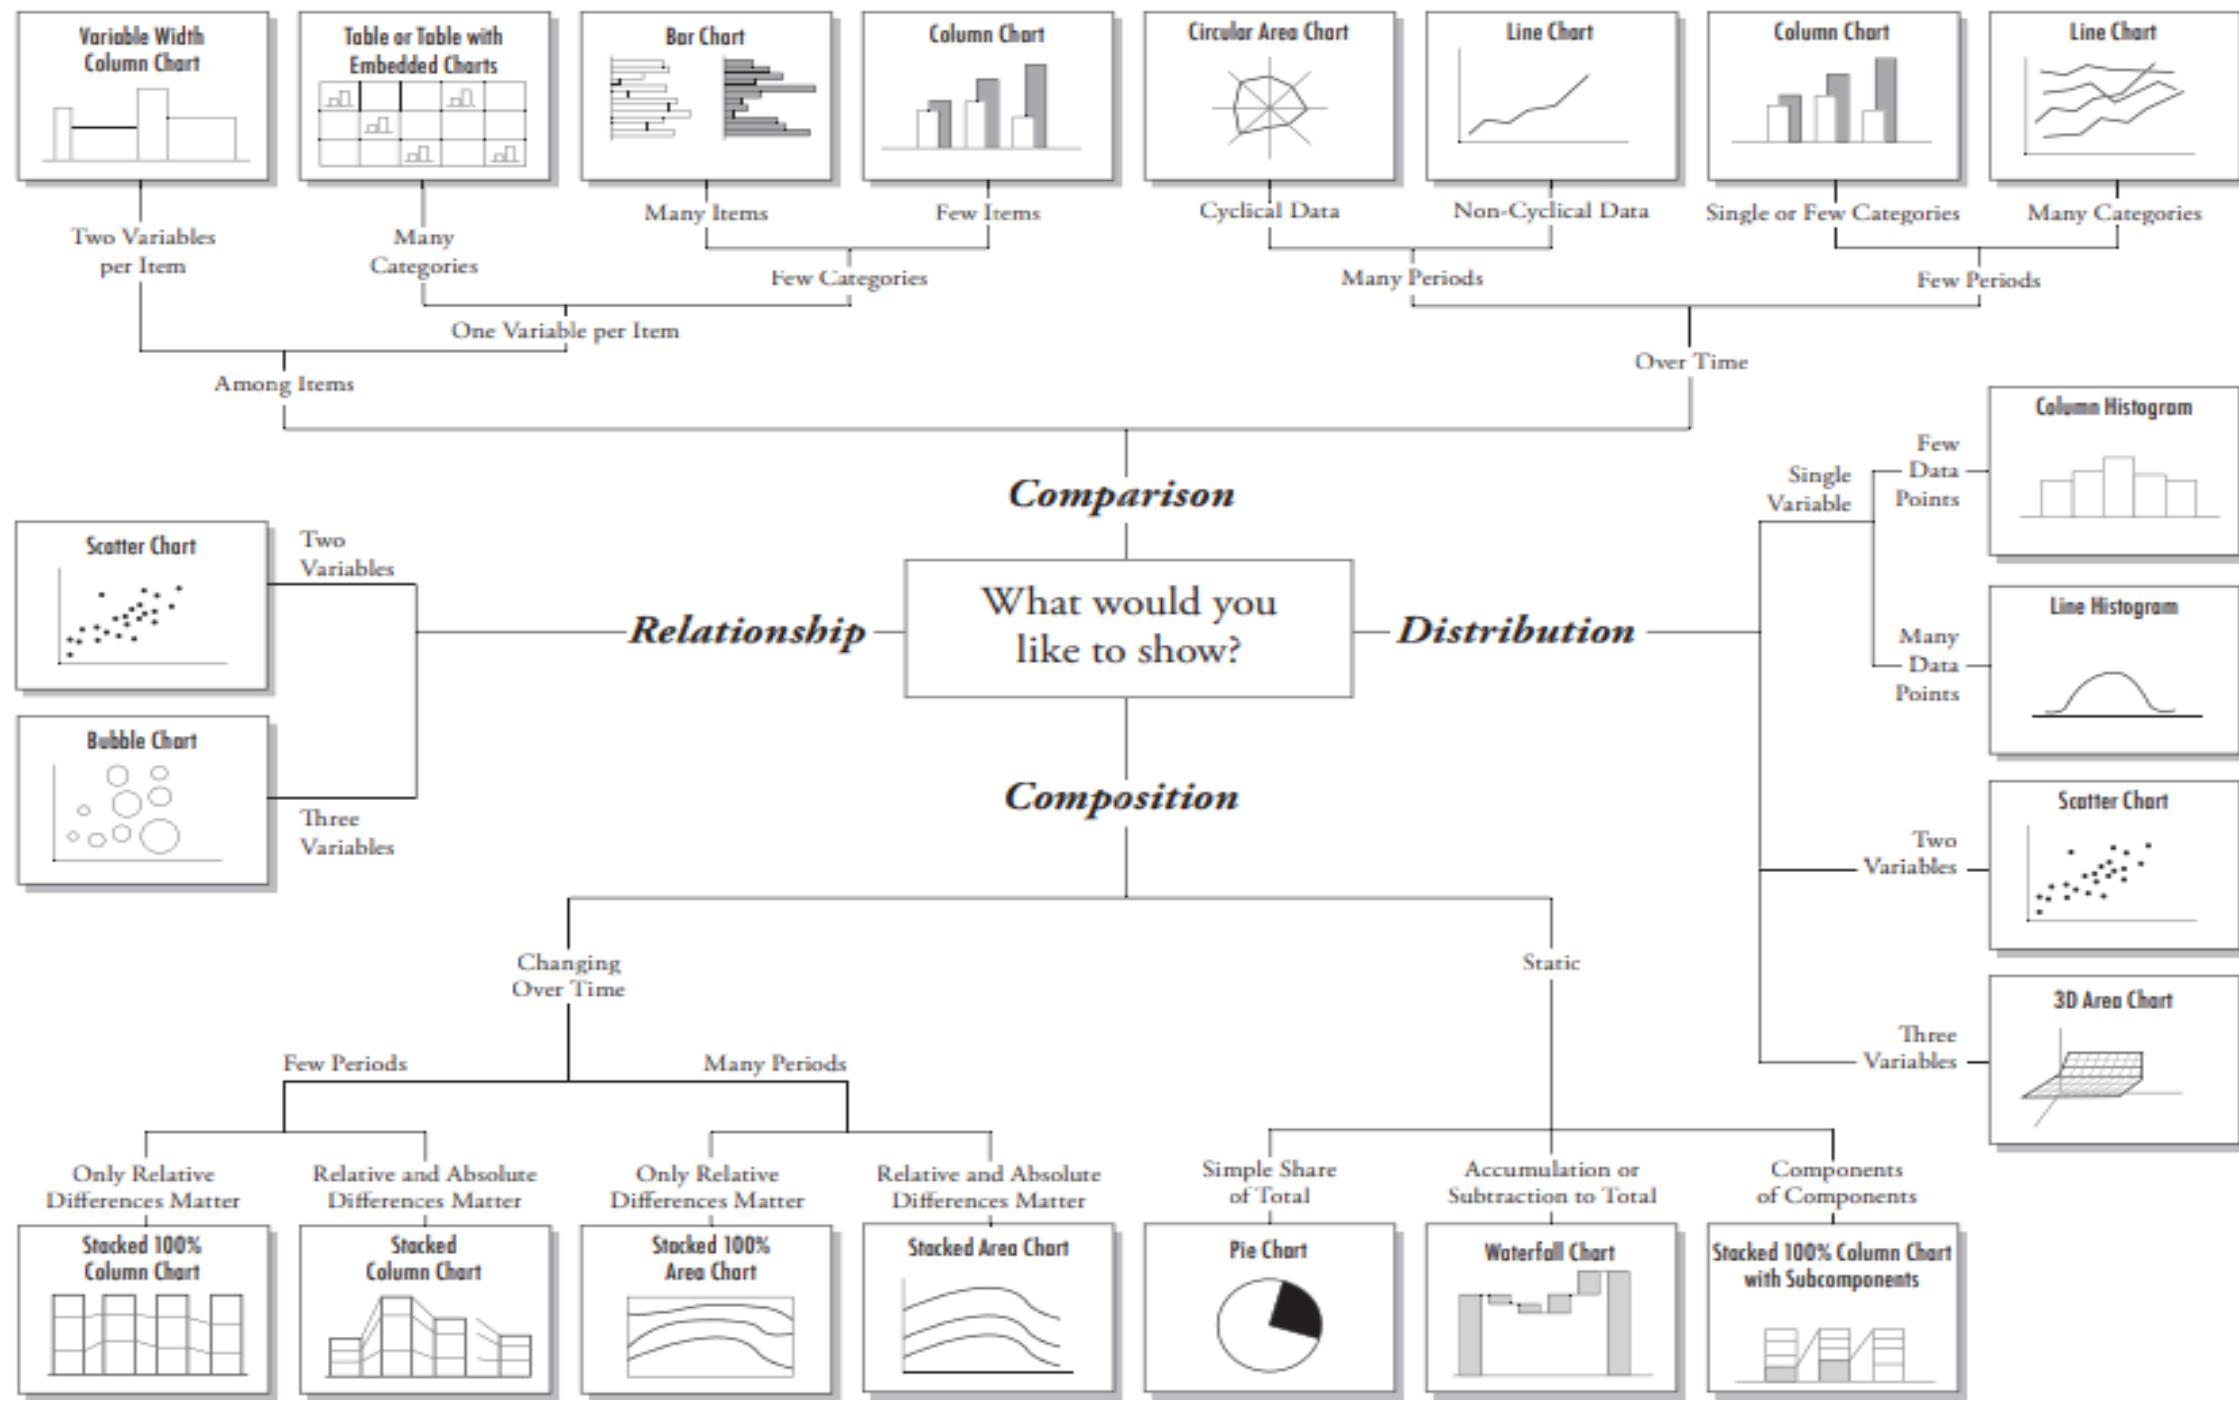 Variable Width
Column Chart
Table or Table with
Embedded Charts
Bar Chart
Column Chart
Circular Area Chart
Line Chart
Column Chart
Line Chart
Two Variables
per Item
Many
Categories
Many Items
Few Items
Cyclical Data
Non-Cyclical Data
Single or Few Categories
Many Categories
Few Categories
Many Periods
Few Periods
One Variable per Item
Among Items
Over Time
Comparison
What would you
like to show?
Relationship
Two
Variables
Scatter Chart
Three
Variables
Bubble Chart
Distribution
Single
Variable
Few
Data
Points
Column Histogram
Many
Data
Points
Line Histogram
Two
Variables
Scatter Chart
Three
Variables
3D Area Chart
Composition
Changing
Over Time
Static
Few Periods
Many Periods
Only Relative
Differences Matter
Relative and Absolute
Differences Matter
Only Relative
Differences Matter
Relative and Absolute
Differences Matter
Simple Share
of Total
Accumulation or
Subtraction to Total
Components
of Components
Stacked 100%
Column Chart
Stacked
Column Chart
Stacked 100%
Area Chart
Stacked Area Chart
Pie Chart
Waterfall Chart
Stacked 100% Column Chart
with Subcomponents